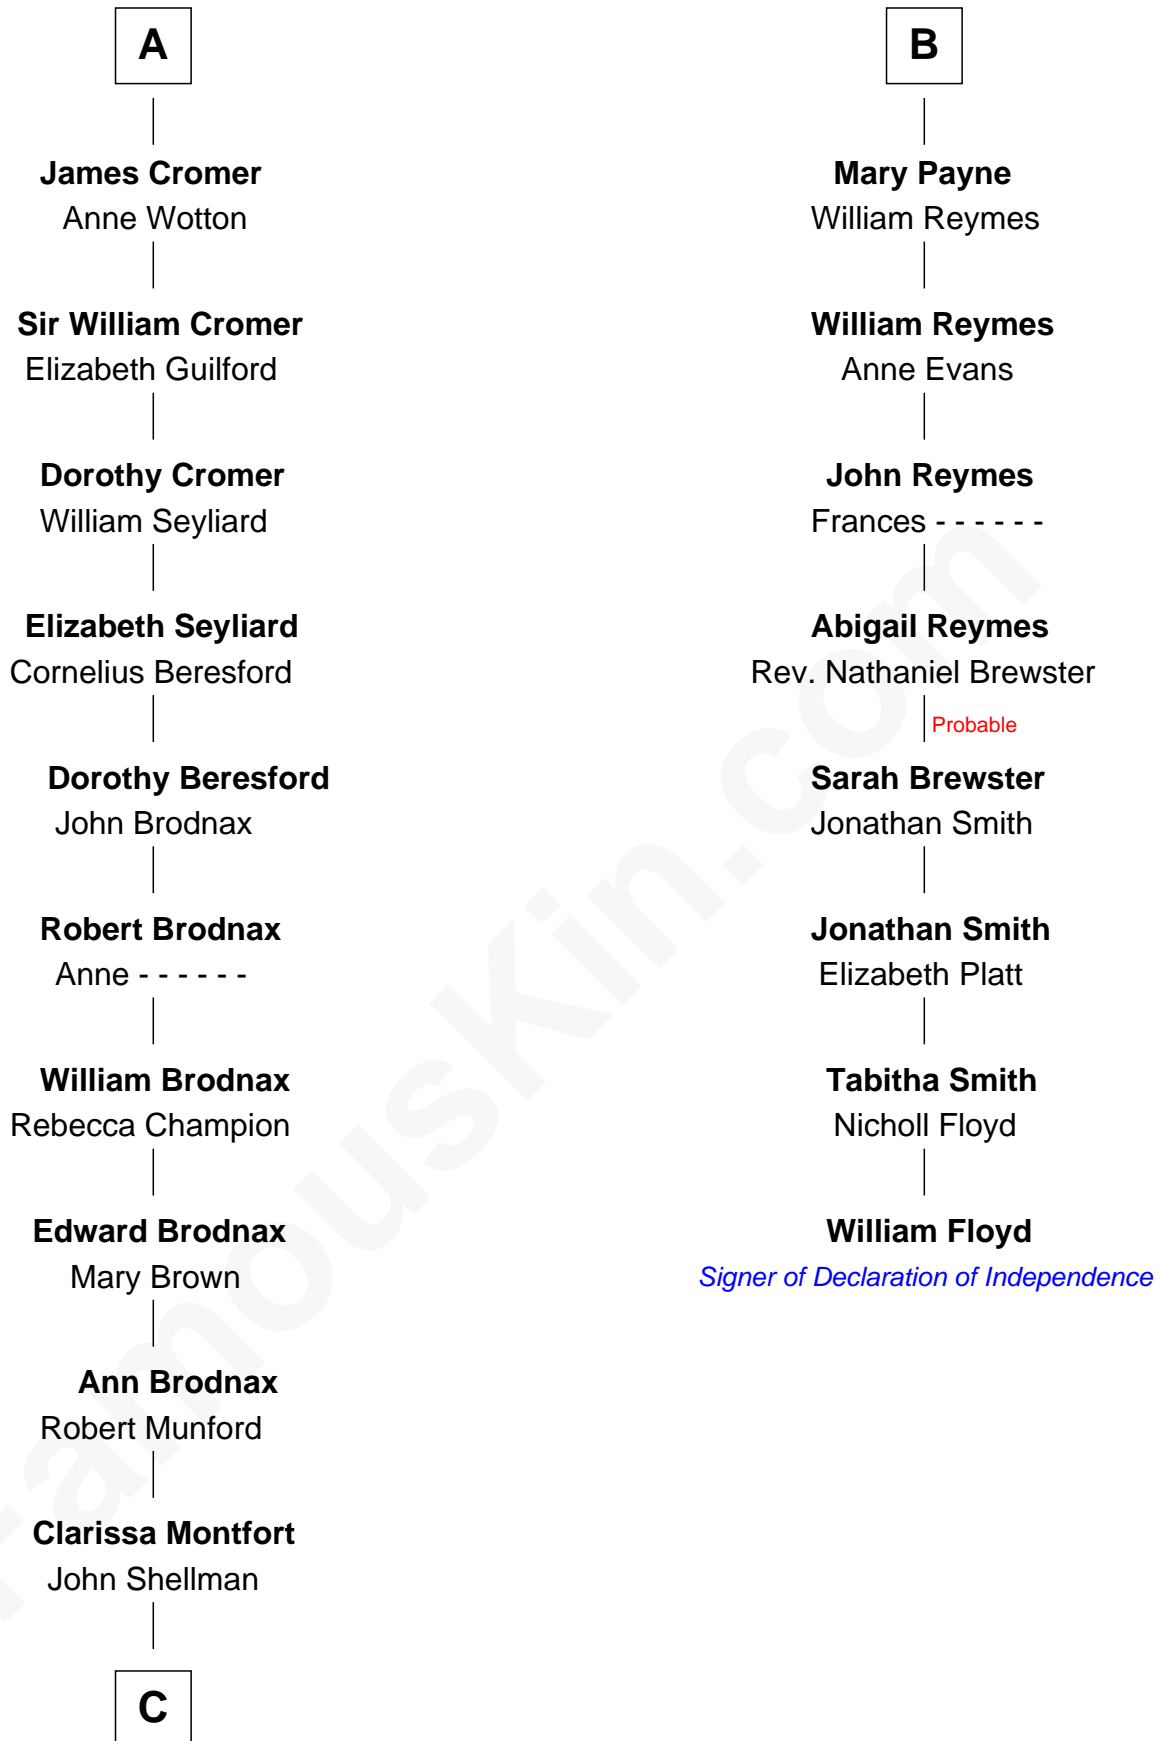 A
James Cromer
Anne Wotton
Sir William Cromer
Elizabeth Guilford
Dorothy Cromer
William Seyliard
Elizabeth Seyliard
Cornelius Beresford
Dorothy Beresford
John Brodnax
Robert Brodnax
Anne - - - - - -
William Brodnax
Rebecca Champion
Edward Brodnax
Mary Brown
Ann Brodnax
Robert Munford
Clarissa Montfort
John Shellman
C
B
Mary Payne
William Reymes
William Reymes
Anne Evans
John Reymes
Frances - - - - - -
Abigail Reymes
Rev. Nathaniel Brewster
Probable
Sarah Brewster
Jonathan Smith
Jonathan Smith
Elizabeth Platt
Tabitha Smith
Nicholl Floyd
William Floyd
Signer of Declaration of Independence
FamousKin.com